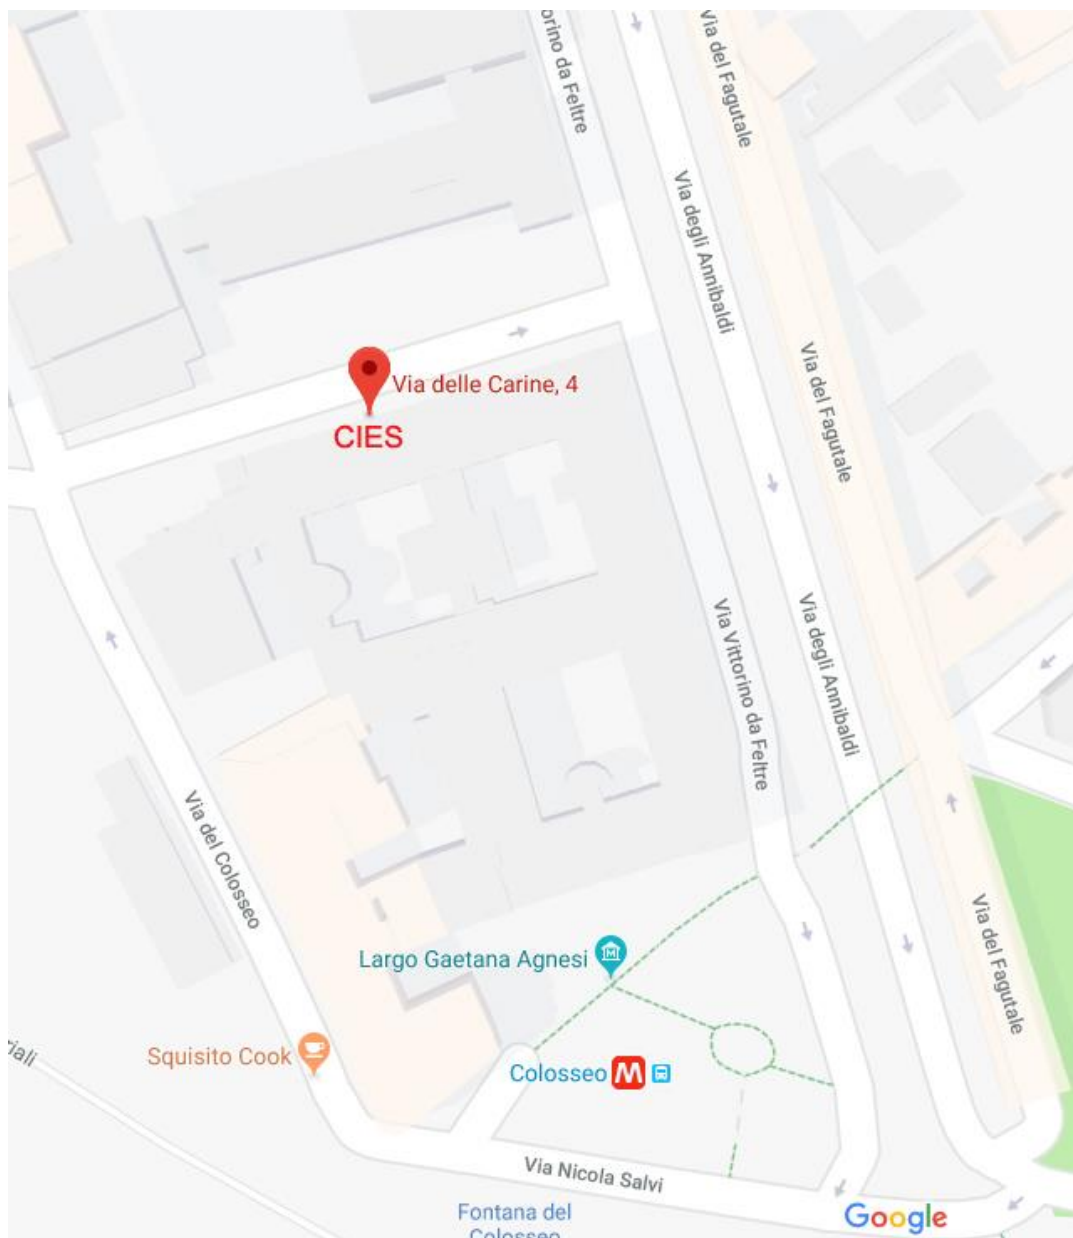 orino da Feltre
Via del Fagutale
Via degli Annibaldi
Via delle Carine, 4
CIES
Via del Fagutale
Via Vittorino da Feltre
Via degli Annibaldi
Via del Colosseo
Via del Fagutale
Largo Gaetana Agnesi
Squisito Cook
Colosseo M
iali
Via Nicola Salvi
Fontana del
Colosseo
Google